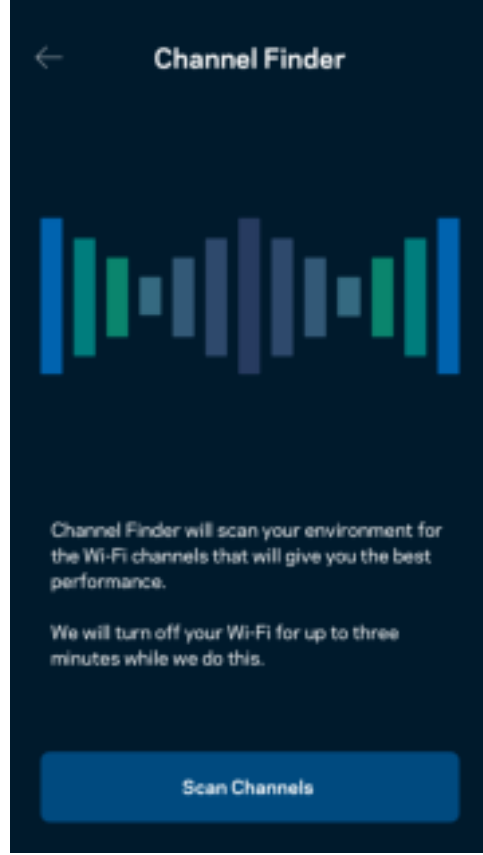 Channel Finder
Channel Finder will scan your environment for
the Wi-Fi channels that will give you the best
performance.
We will turn off your Wi-Fi for up to three
minutes while we do this.
Scan Channels